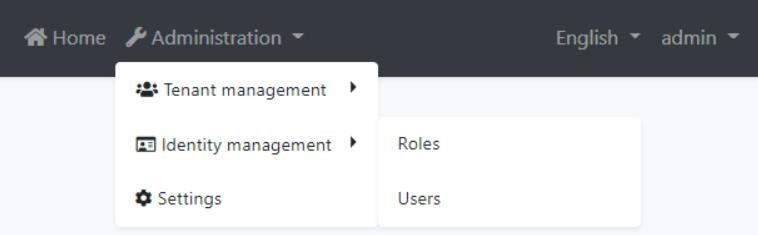 Home Administration English admin
Tenant management
Identity management Roles
Settings Users